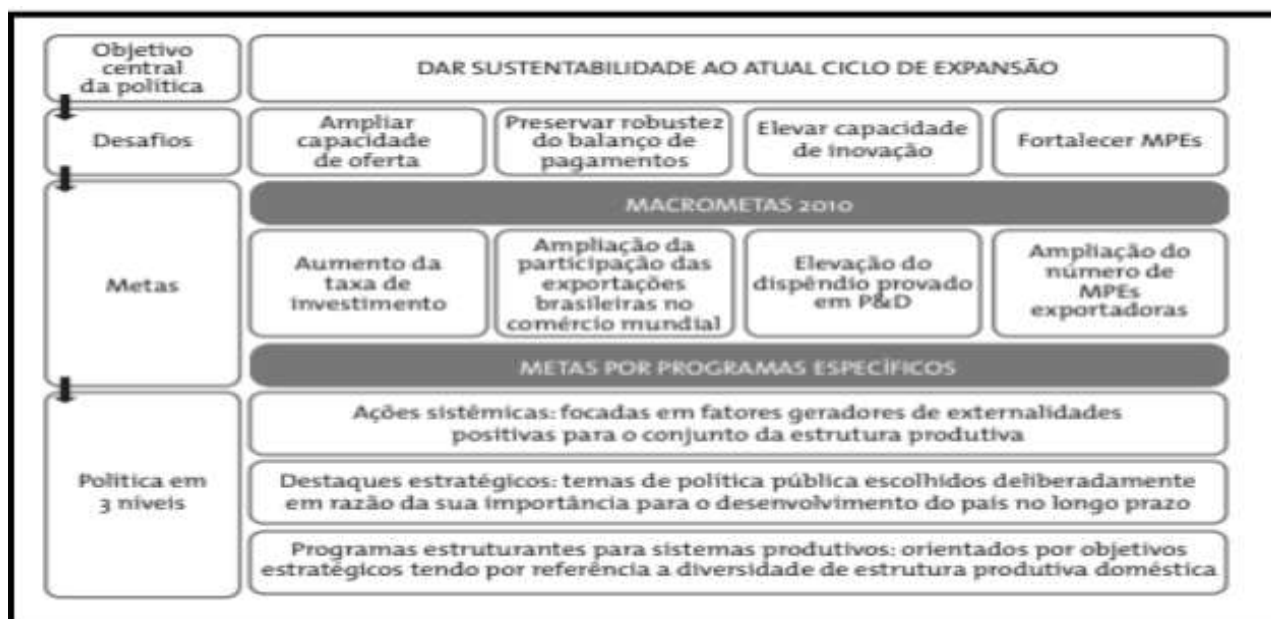 Objetivo
central
da política
DAR SUSTENTABILIDADE AO ATUAL CICLO DE EXPANSÃO
Desafios
Ampliar
capacidade
de oferta
Preservar robustez
do balanço de
pagamentos
Elevar capacidade
de inovação
Fortalecer MPEs
Metas
MACROMETAS 2010
Aumento da
taxa de
investimento
Ampliação da
participação das
exportações
brasileiras no
comércio mundial
Elevação do
dispêndio provado
em P&D
Ampliação do
número de
MPEs
exportadoras
METAS POR PROGRAMAS ESPECÍFICOS
Política em
3 níveis
Ações sistêmicas: focadas em fatores geradores de externalidades
positivas para o conjunto da estrutura produtiva
Destaques estratégicos: temas de política pública escolhidos deliberadamente
em razão da sua importância para o desenvolvimento do país no longo prazo
Programas estruturantes para sistemas produtivos: orientados por objetivos
estratégicos tendo por referência a diversidade de estrutura produtiva doméstica